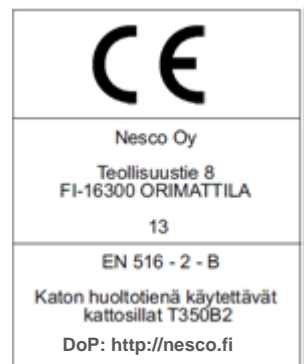 CE
Nesco Oy
Teollisuustie 8
FI-16300 ORIMATTILA
13
EN 516 - 2 - B
Katon huoltotienä käytettävät
kattosillat T350B2
DoP: http://nesco.fi